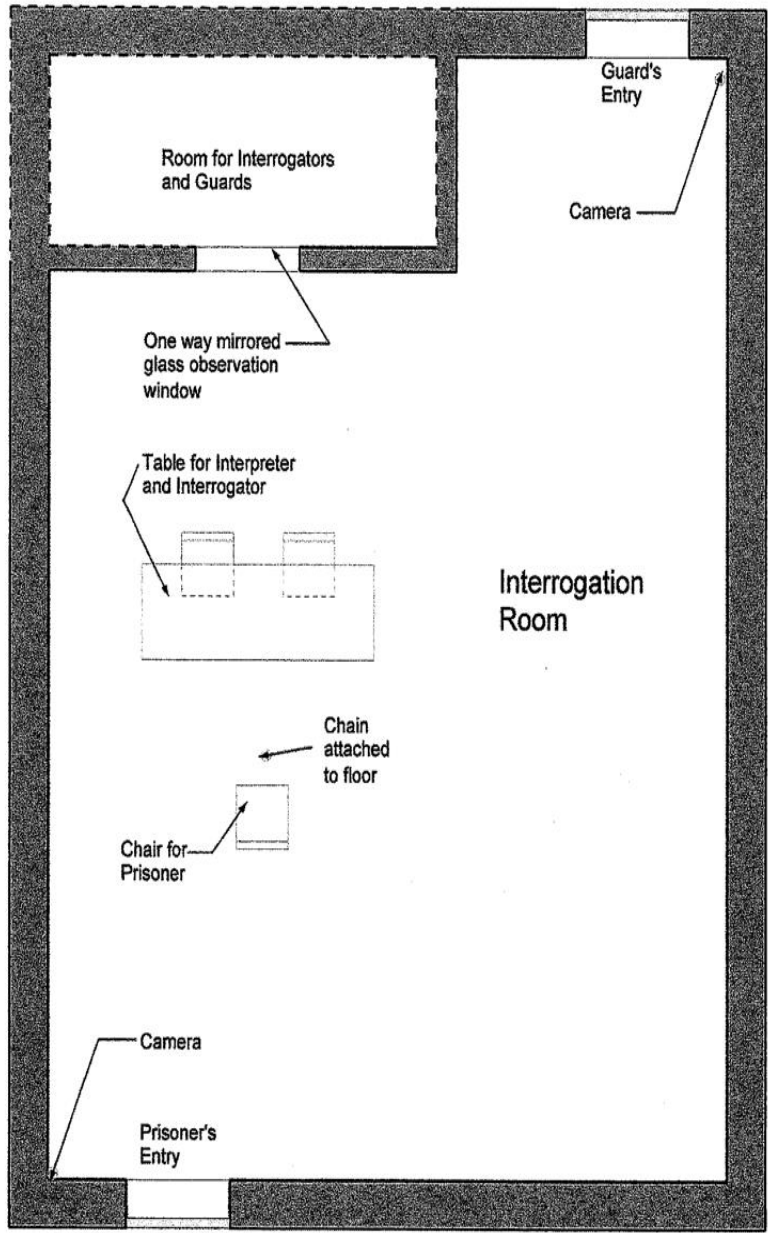 Guard's
Entry
Room for Interrogators
and Guards
Camera
One way mirrored
glass observation
window
Table for Interpreter
and Interrogator
Interrogation
Room
Chain
attached
to floor
Chair for
Prisoner
Camera
Prisoner's
Entry